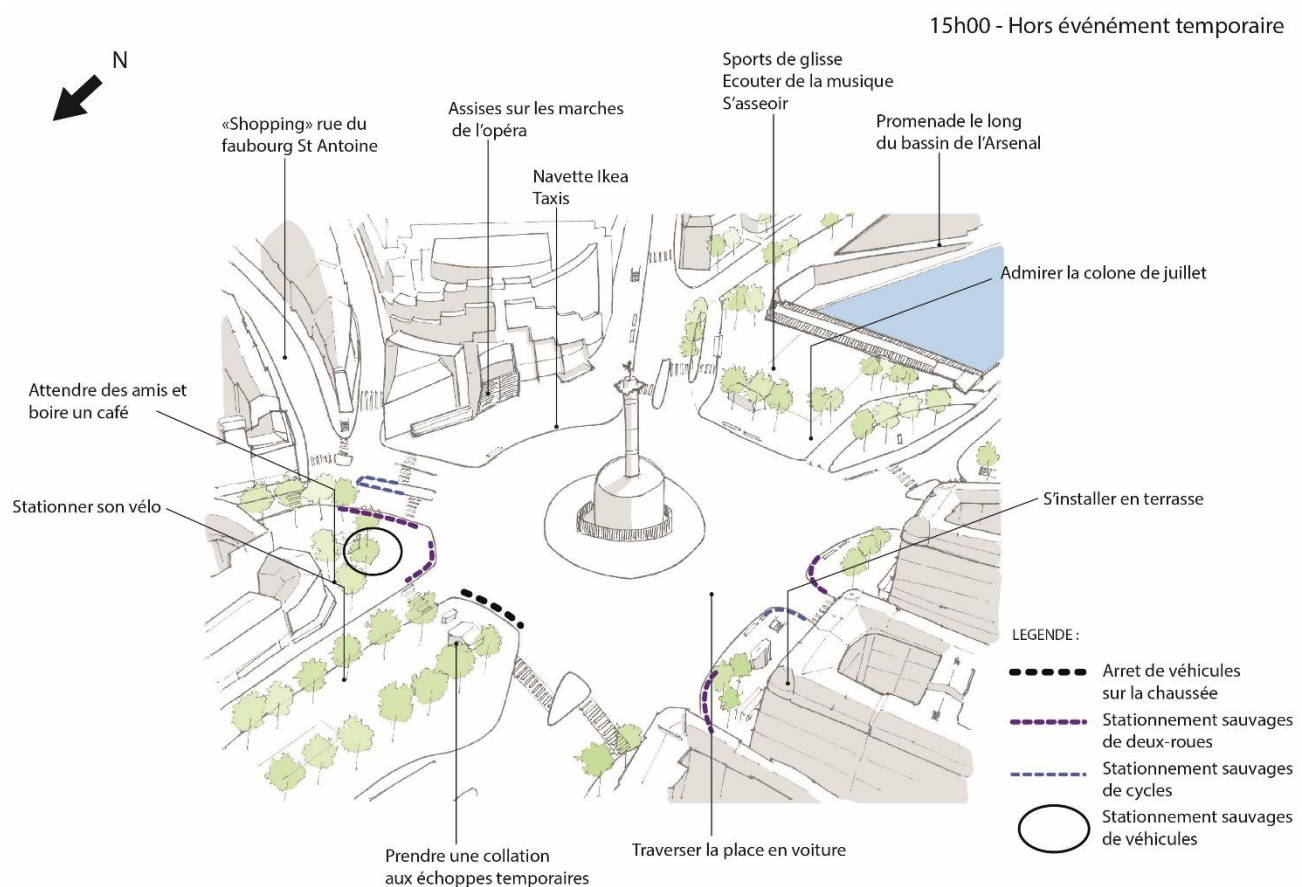 15h00 - Hors événément temporaire
N
Sports de glisse
Ecouter de la musique
S'asseoir
«Shopping» rue du
faubourg St Antoine
Assises sur les marches
de l'opéra
Promenade le long
du bassin de l'Arsenal
Navette Ikea
Taxis
Admirer la colone de juillet
Attendre des amis et
boire un café
Stationner son vélo
S'installer en terrasse
LEGENDE :
Arret de véhicules
sur la chaussée
Stationnement sauvages
de deux-roues
Stationnement sauvages
de cycles
Stationnement sauvages
de véhicules
Traverser la place en voiture
Prendre une collation
aux échoppes temporaires